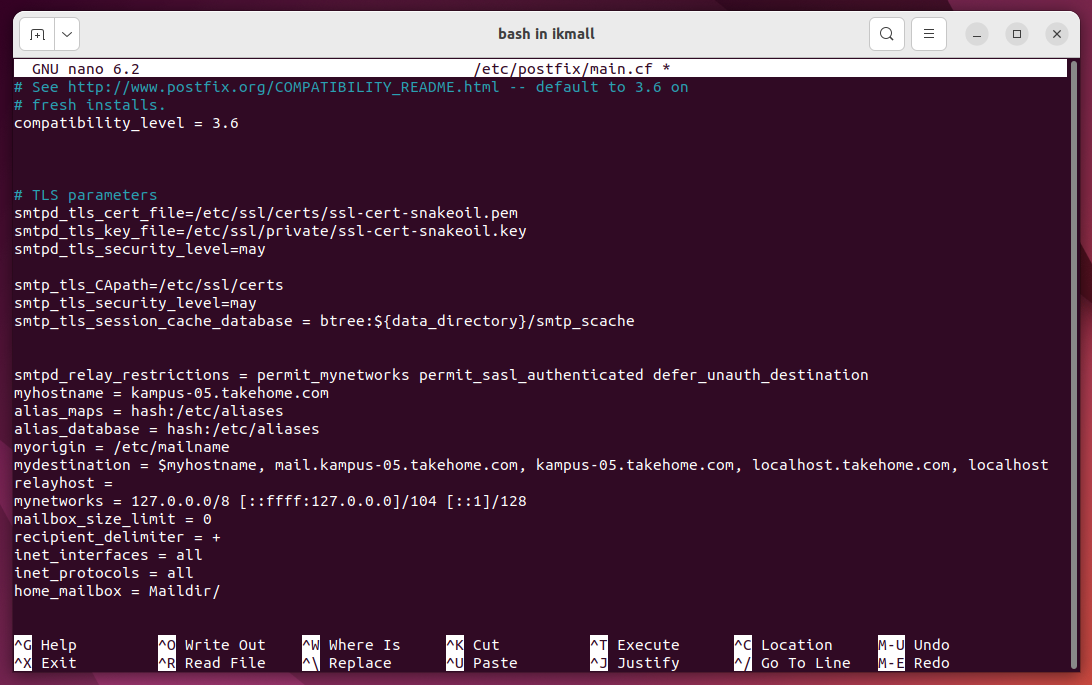 bash in ikmall
GNU nano 6.2 /etc/postfix/main.cf *
# See http://www.postfix.org/COMPATIBILITY_README.html -- default to 3.6 on
# fresh installs.
compatibility_level = 3.6
# TLS parameters
smtpd_tls_cert_file=/etc/ssl/certs/ssl-cert-snakeoil.pem
smtpd_tls_key_file=/etc/ssl/private/ssl-cert-snakeoil.key
smtpd_tls_security_level=may
smtp_tls_CApath=/etc/ssl/certs
smtp_tls_security_level=may
smtp_tls_session_cache_database = btree:${data_directory}/smtp_scache
smtpd_relay_restrictions = permit_mynetworks permit_sasl_authenticated defer_unauth_destination
myhostname = kampus-05.takehome.com
alias_maps = hash:/etc/aliases
alias_database = hash:/etc/aliases
myorigin = /etc/mailname
mydestination = $myhostname, mail.kampus-05.takehome.com, kampus-05.takehome.com, localhost.takehome.com, localhost
relayhost =
mynetworks = 127.0.0.0/8 [::ffff:127.0.0.0]/104 [::1]/128
mailbox_size_limit = 0
recipient_delimiter = +
inet_interfaces = all
inet_protocols = all
home_mailbox = Maildir/
^G Help ^O Write Out ^W Where Is ^K Cut ^T Execute ^C Location M-U Undo
^X Exit ^R Read File ^\ Replace ^U Paste ^J Justify ^/ Go To Line M-E Redo